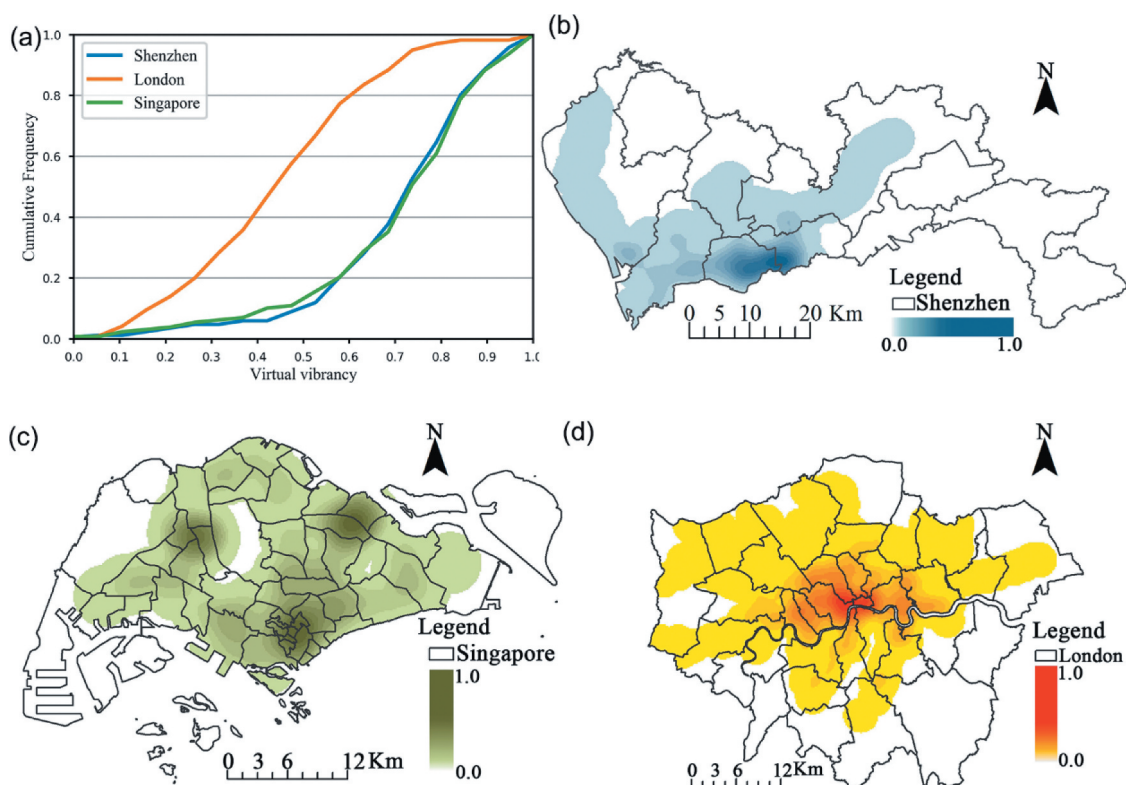 (a)
1.0
0.8
0.6
0.4
0.2
0.0
Cumulative Frequency
Shenzhen
London
Singapore
0.0 0.1 0.2 0.3 0.4 0.5 0.6 0.7 0.8 0.9 1.0
Virtual vibrancy
(b)
N
Legend
Shenzhen
0.0 1.0
0 5 10 15 20 Km
(c)
N
Legend
Singapore
1.0
0.0
0 3 6 12 Km
(d)
N
Legend
London
1.0
0.0
0 3 6 12 Km